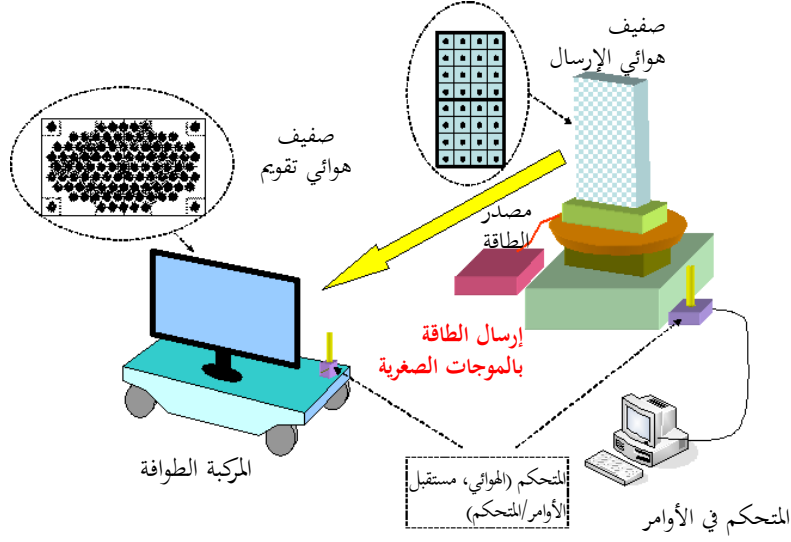 صفيف
هوائي الإرسال
صفيف
هوائي تقويم
مصدر
الطاقة
إرسال الطاقة
بالموجات الصغرية
المركبة الطوافة
المتحكم (الهوائي، مستقبل
الأوامر/المتحكم)
المتحكم في الأوامر